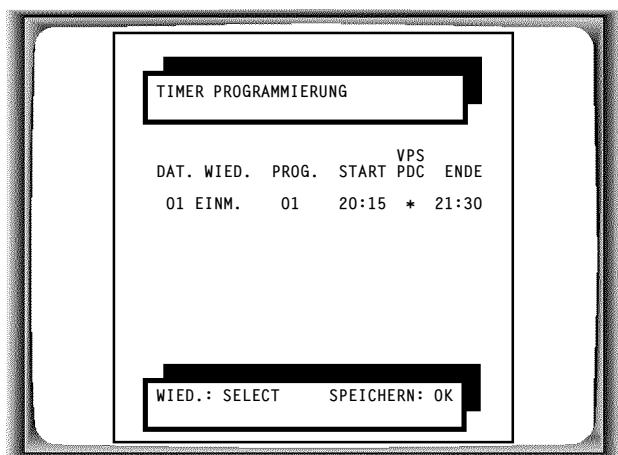 TIMER PROGRAMMIERUNG
VPS
DAT. WIED. PROG. START PDC ENDE
01 EINM. 01 20:15 * 21:30
WIED.: SELECT SPEICHERN: OK